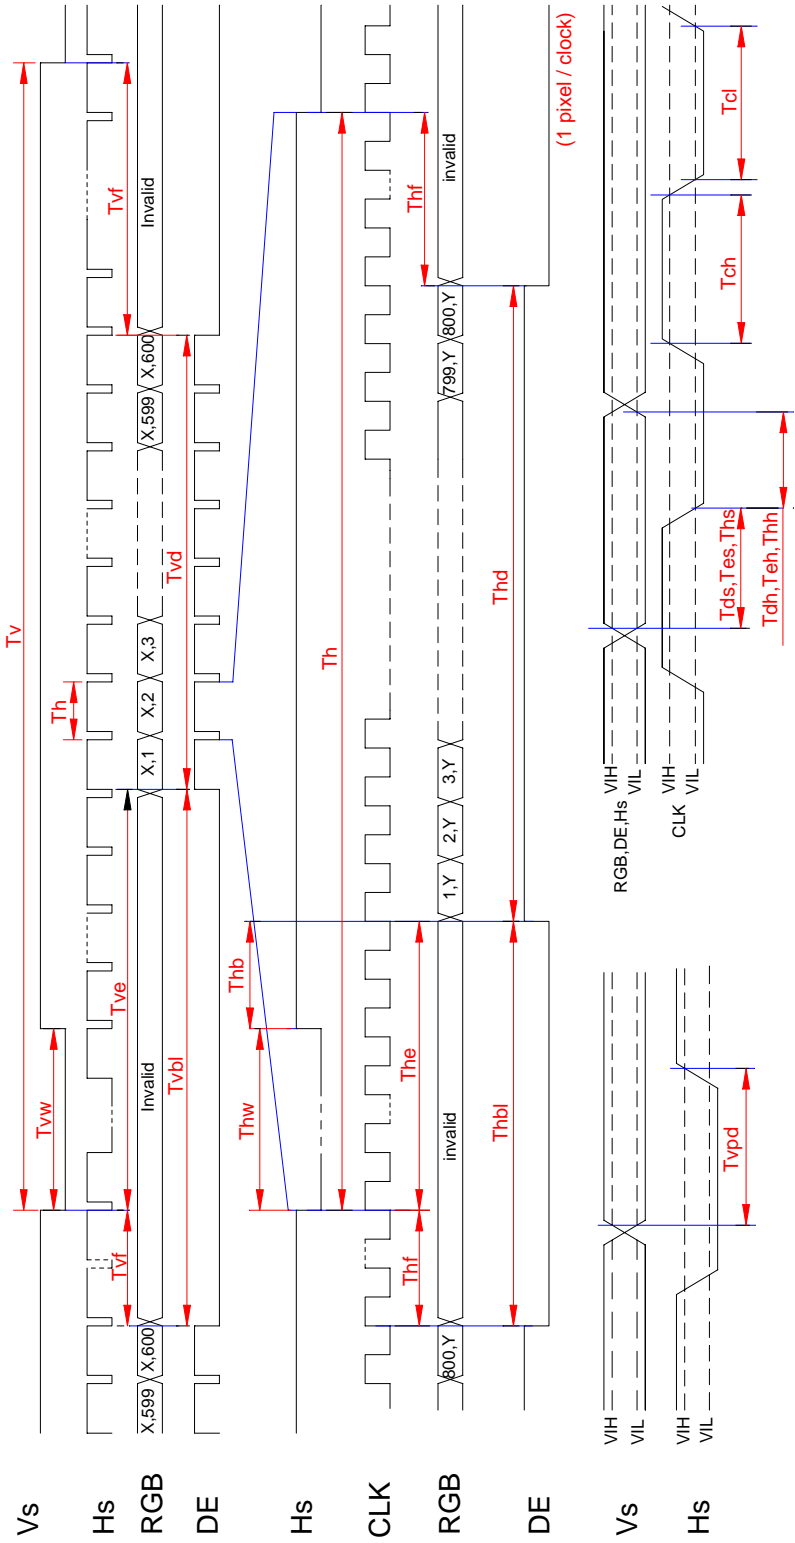 Vs
Tv
Tvw
Hs
Th
RGB
X,599
X,600
Tvf
Tve
Invalid
X,1
X,2
X,3
X,599
X,600
Tvf
Invalid
DE
Tvbl
Tvd
Hs
Thw
Thb
Th
CLK
RGB
800,Y
Thf
The
invalid
1,Y
2,Y
3,Y
799,Y
800,Y
Thf
invalid
DE
Thbl
Thd
(1 pixel / clock)
Vs
VIH
VIL
Hs
VIH
VIL
Tvpd
RGB,DE,Hs
VIH
VIL
CLK
VIH
VIL
Tds,Tes,Ths
Tdh,Teh,Thh
Tch
Tcl